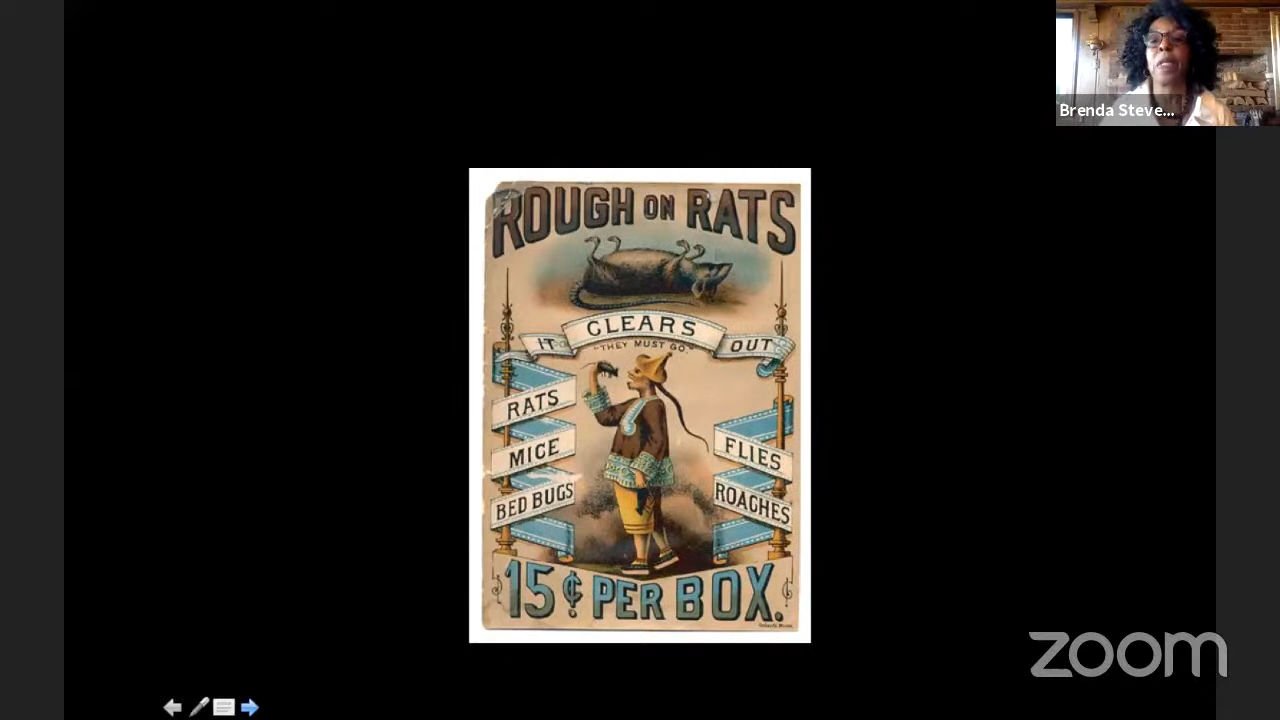 Brenda Steve...
ROUGH ON RATS
IT CLEARS OUT
"THEY MUST GO."
RATS
MICE
BED BUGS
FLIES
ROACHES
15¢ PER BOX.
zoom